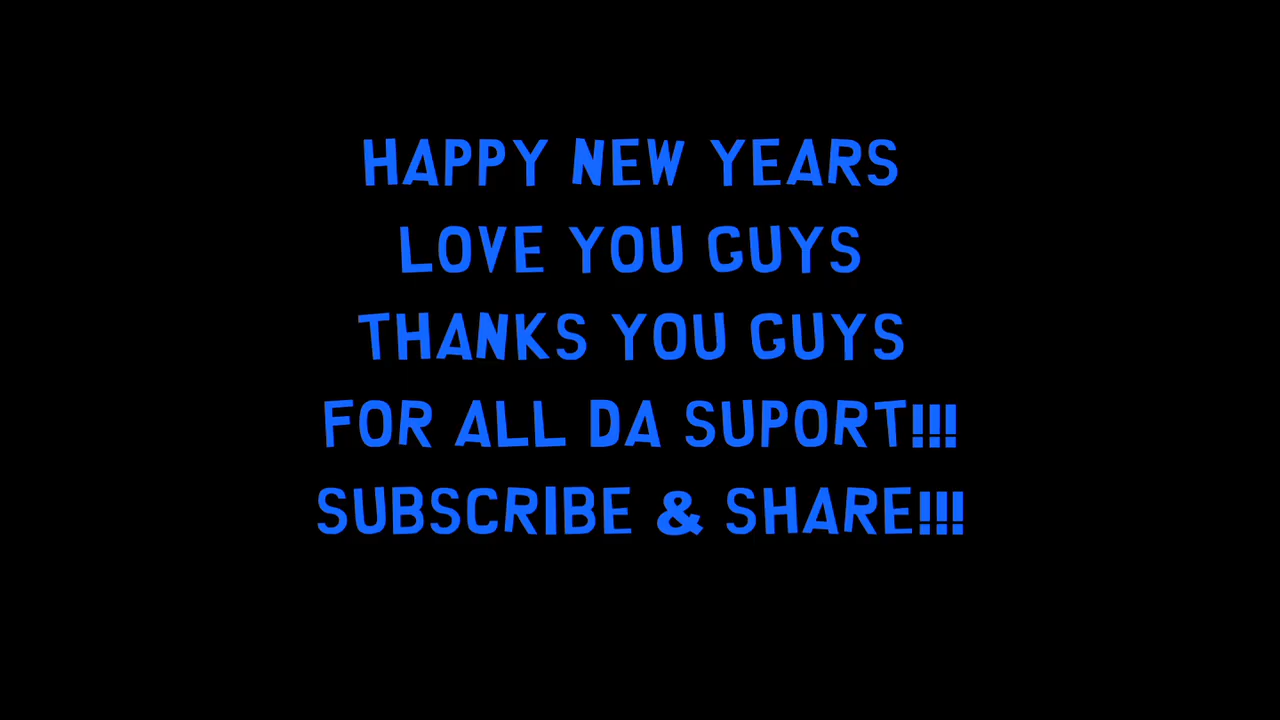 HAPPY NEW YEARS
LOVE YOU GUYS
THANKS YOU GUYS
FOR ALL DA SUPORT!!!
SUBSCRIBE & SHARE!!!